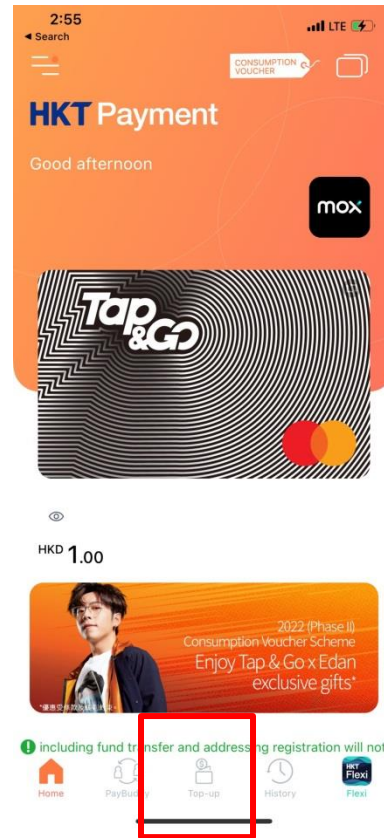 2:55
LTE
◄ Search
CONSUMPTION
VOUCHER
HKT Payment
Good afternoon
mox
Tap
&Go
HKD 1.00
2022 (Phase II)
Consumption Voucher Scheme
Enjoy Tap & Go x Edan
exclusive gifts*
including fund transfer and addressing registration will not
Home
PayBuddy
Top-up
History
HKT
Flexi
Flexi